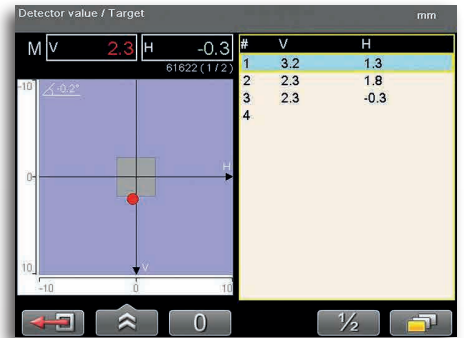 Detector value / Target mm
M V 2.3 H -0.3
61622 ( 1 / 2 )
# V H
1 3.2 1.3
2 2.3 1.8
3 2.3 -0.3
4
-10
-0.2°
0
H
10
V
-10 0 10
0 ½